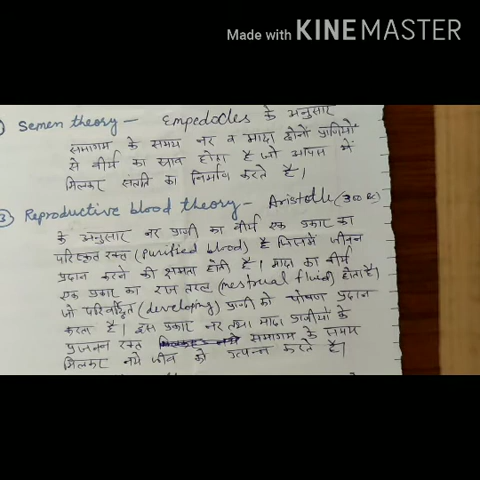 Made with KINEMASTER
Semen theory — Empedocles के अनुसार
समागम के समय नर व मादा दोनों प्राणियों
से वीर्य का स्राव होता है जो आपस में
मिलकर संतति का निर्माण करते है।
③ Reproductive blood theory - Aristotle (300 BC)
के अनुसार नर प्राणी का वीर्य एक प्रकार का
परिष्कृत रक्त (purified blood) है जिसमें जीवन
प्रदान करने की क्षमता होती है। मादा का वीर्य
एक प्रकार का रज तरल (menstrual fluid) होता है।
जो परिवर्द्धित (developing) प्राणी को पोषण प्रदान
करता है। इस प्रकार नर तथा मादा प्राणीयों के
प्रजनन रक्त समागम के समय
मिलकर नये जीव को उत्पन्न करते है।